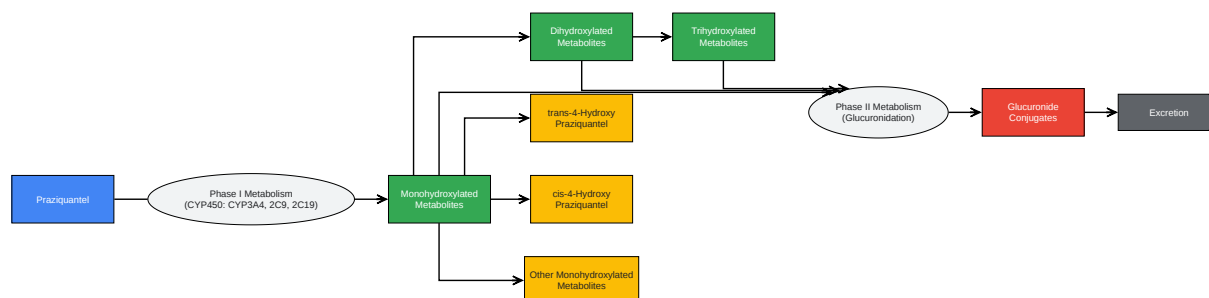 Dihydroxylated
Metabolites
Trihydroxylated
Metabolites
trans-4-Hydroxy
Praziquantel
Phase II Metabolism
(Glucuronidation)
Glucuronide
Conjugates
Excretion
Praziquantel
Phase I Metabolism
(CYP450: CYP3A4, 2C9, 2C19)
Monohydroxylated
Metabolites
cis-4-Hydroxy
Praziquantel
Other Monohydroxylated
Metabolites